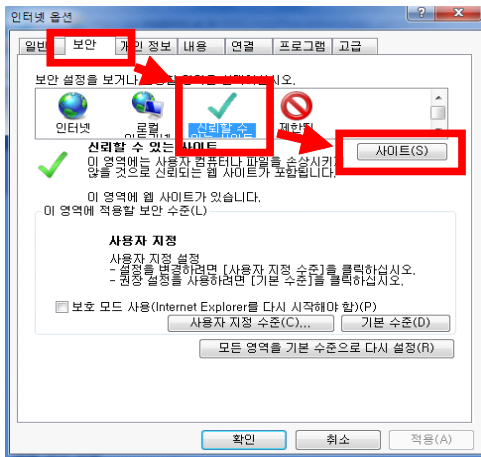 인터넷 옵션
일반 보안 개인 정보 내용 연결 프로그램 고급
보안 설정을 보거나
인터넷 로컬 신뢰할 수 제한된
신뢰할 수 있는 사이트
사이트(S)
이 영역에는 사용자 컴퓨터나 파일을 손상시키지
않을 것으로 신뢰되는 웹 사이트가 포함됩니다.
이 영역에 웹 사이트가 있습니다.
이 영역에 적용할 보안 수준(L)
사용자 지정
사용자 지정 설정
- 설정을 변경하려면 [사용자 지정 수준]을 클릭하십시오.
- 권장 설정을 사용하려면 [기본 수준]을 클릭하십시오.
보호 모드 사용(Internet Explorer를 다시 시작해야 함)(P)
사용자 지정 수준(C)... 기본 수준(D)
모든 영역을 기본 수준으로 다시 설정(R)
확인 취소 적용(A)